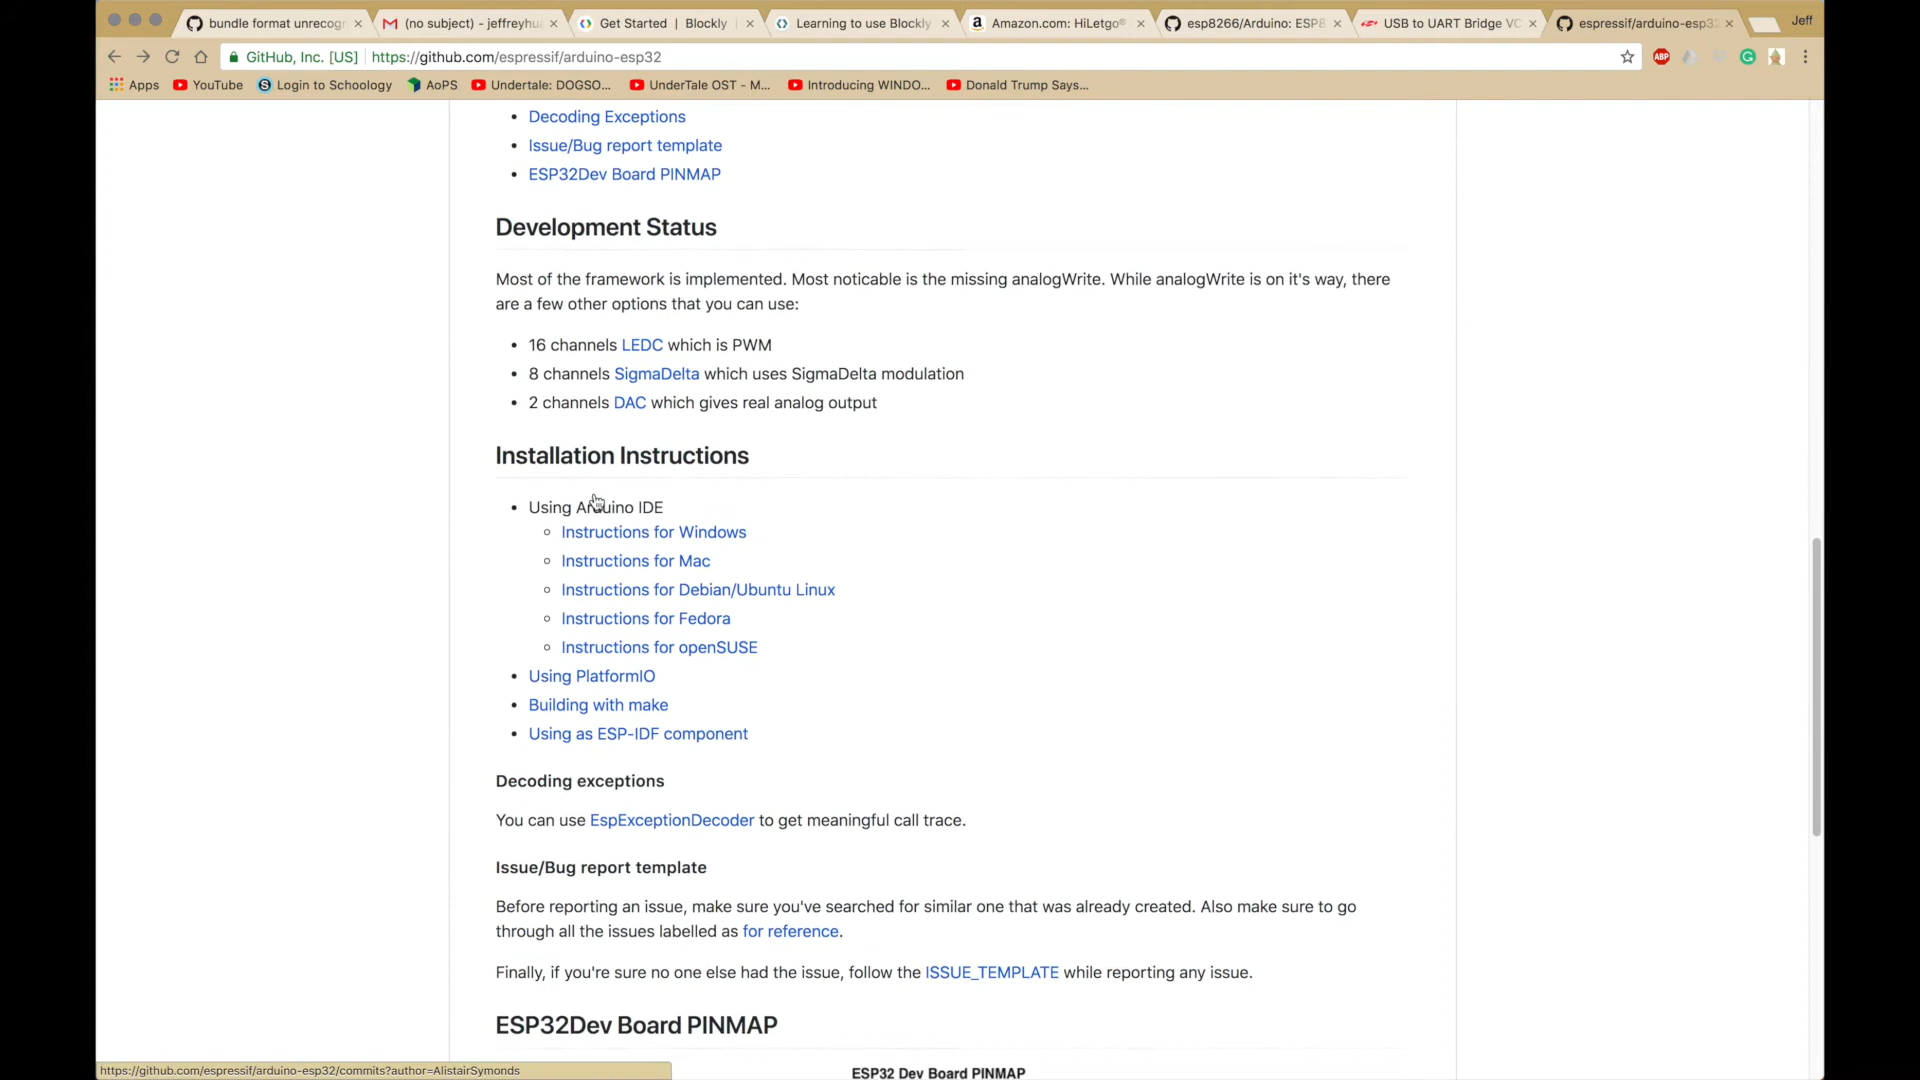 bundle format unrecogn
(no subject) - jeffreyhua
Get Started | Blockly
Learning to use Blockly
Amazon.com: HiLetgo®
esp8266/Arduino: ESP8
USB to UART Bridge VC
espressif/arduino-esp32
Jeff
GitHub, Inc. [US]
https://github.com/espressif/arduino-esp32
ABP
Apps
YouTube
Login to Schoology
AoPS
Undertale: DOGSO...
UnderTale OST - M...
Introducing WINDO...
Donald Trump Says...
Decoding Exceptions
Issue/Bug report template
ESP32Dev Board PINMAP
Development Status
Most of the framework is implemented. Most noticable is the missing analogWrite. While analogWrite is on it's way, there
are a few other options that you can use:
16 channels LEDC which is PWM
8 channels SigmaDelta which uses SigmaDelta modulation
2 channels DAC which gives real analog output
Installation Instructions
Using Arduino IDE
Instructions for Windows
Instructions for Mac
Instructions for Debian/Ubuntu Linux
Instructions for Fedora
Instructions for openSUSE
Using PlatformIO
Building with make
Using as ESP-IDF component
Decoding exceptions
You can use EspExceptionDecoder to get meaningful call trace.
Issue/Bug report template
Before reporting an issue, make sure you've searched for similar one that was already created. Also make sure to go
through all the issues labelled as for reference.
Finally, if you're sure no one else had the issue, follow the ISSUE_TEMPLATE while reporting any issue.
ESP32Dev Board PINMAP
ESP32 Dev Board PINMAP
https://github.com/espressif/arduino-esp32/commits?author=AlistairSymonds